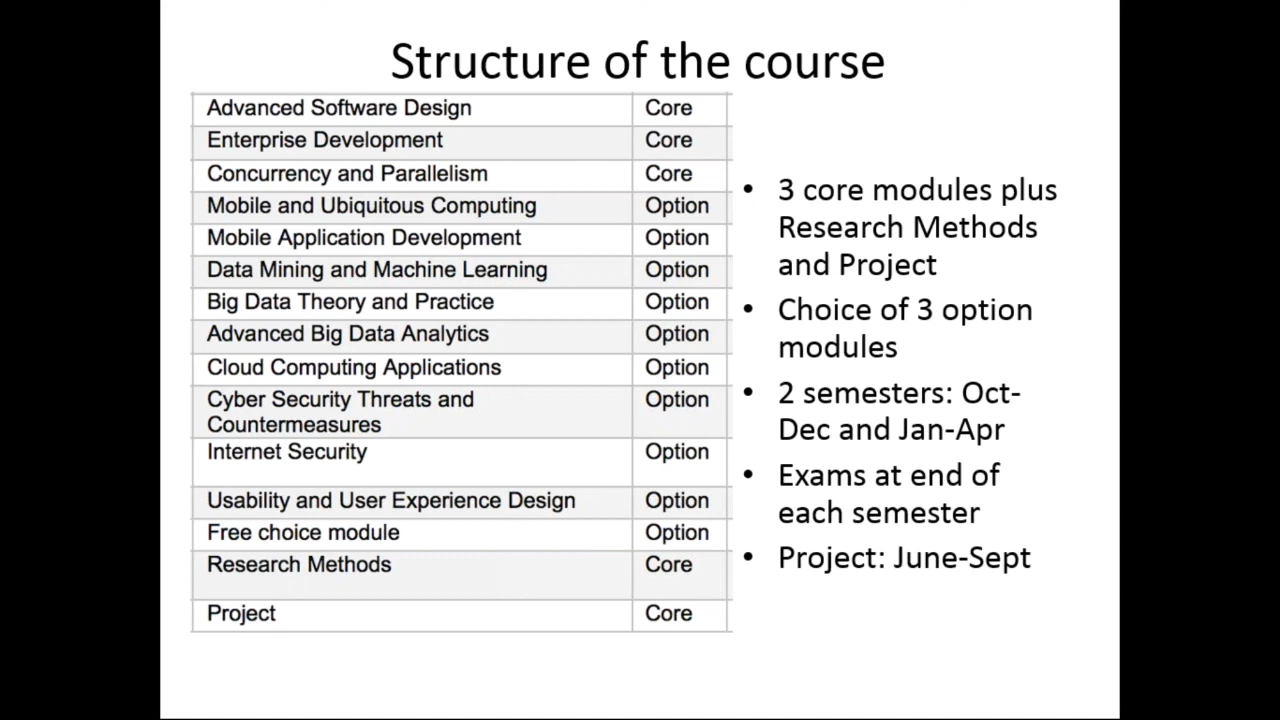 Structure of the course
Advanced Software Design Core
Enterprise Development Core
Concurrency and Parallelism Core
Mobile and Ubiquitous Computing Option
Mobile Application Development Option
Data Mining and Machine Learning Option
Big Data Theory and Practice Option
Advanced Big Data Analytics Option
Cloud Computing Applications Option
Cyber Security Threats and Option
Countermeasures
Internet Security Option
Usability and User Experience Design Option
Free choice module Option
Research Methods Core
Project Core
• 3 core modules plus
Research Methods
and Project
• Choice of 3 option
modules
• 2 semesters: Oct-
Dec and Jan-Apr
• Exams at end of
each semester
• Project: June-Sept